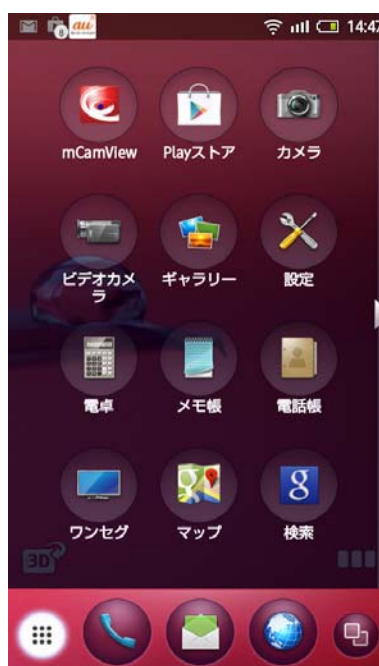 8
au
14:47
mCamView
Playストア
カメラ
ビデオカメ
ラ
ギャラリー
設定
電卓
メモ帳
電話帳
ワンセグ
マップ
検索
3D